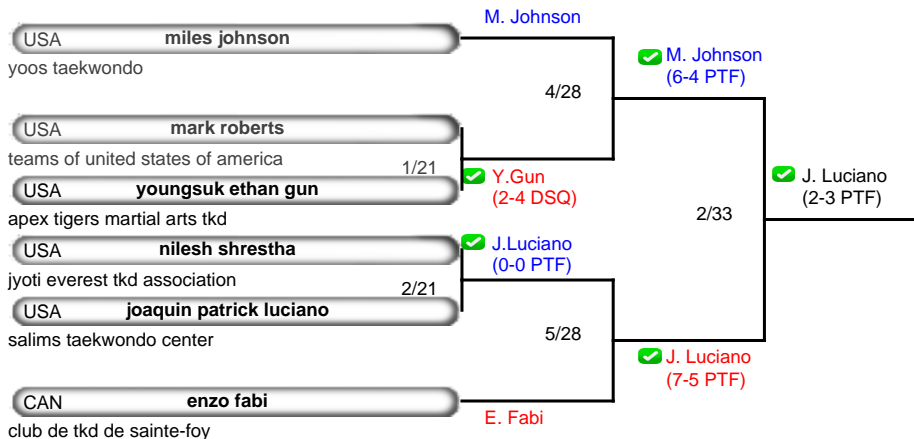 M. Johnson
USA miles johnson
yoos taekwondo
M. Johnson
(6-4 PTF)
4/28
USA mark roberts
teams of united states of america
1/21
Y.Gun
(2-4 DSQ)
USA youngsuk ethan gun
apex tigers martial arts tkd
J. Luciano
(2-3 PTF)
2/33
USA nilesh shrestha
jyoti everest tkd association
J.Luciano
(0-0 PTF)
2/21
USA joaquin patrick luciano
salims taekwondo center
5/28
J. Luciano
(7-5 PTF)
CAN enzo fabi
E. Fabi
club de tkd de sainte-foy